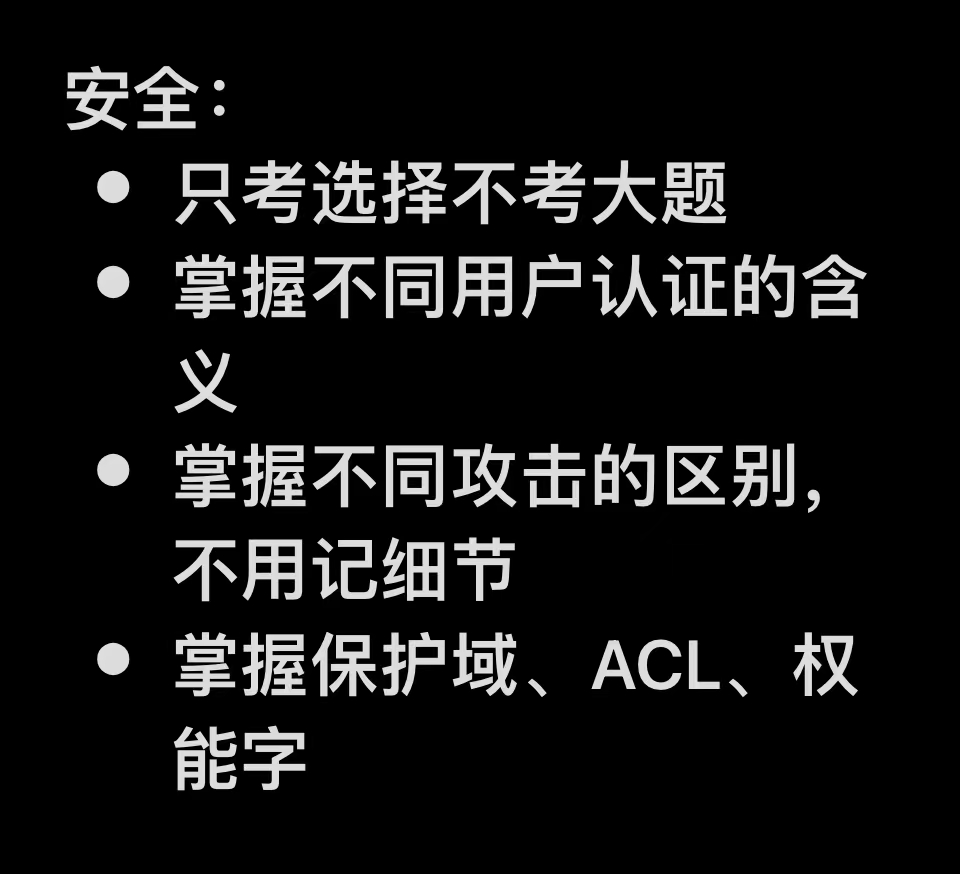 安全：
• 只考选择不考大题
• 掌握不同用户认证的含
义
• 掌握不同攻击的区别，
不用记细节
• 掌握保护域、ACL、权
能字